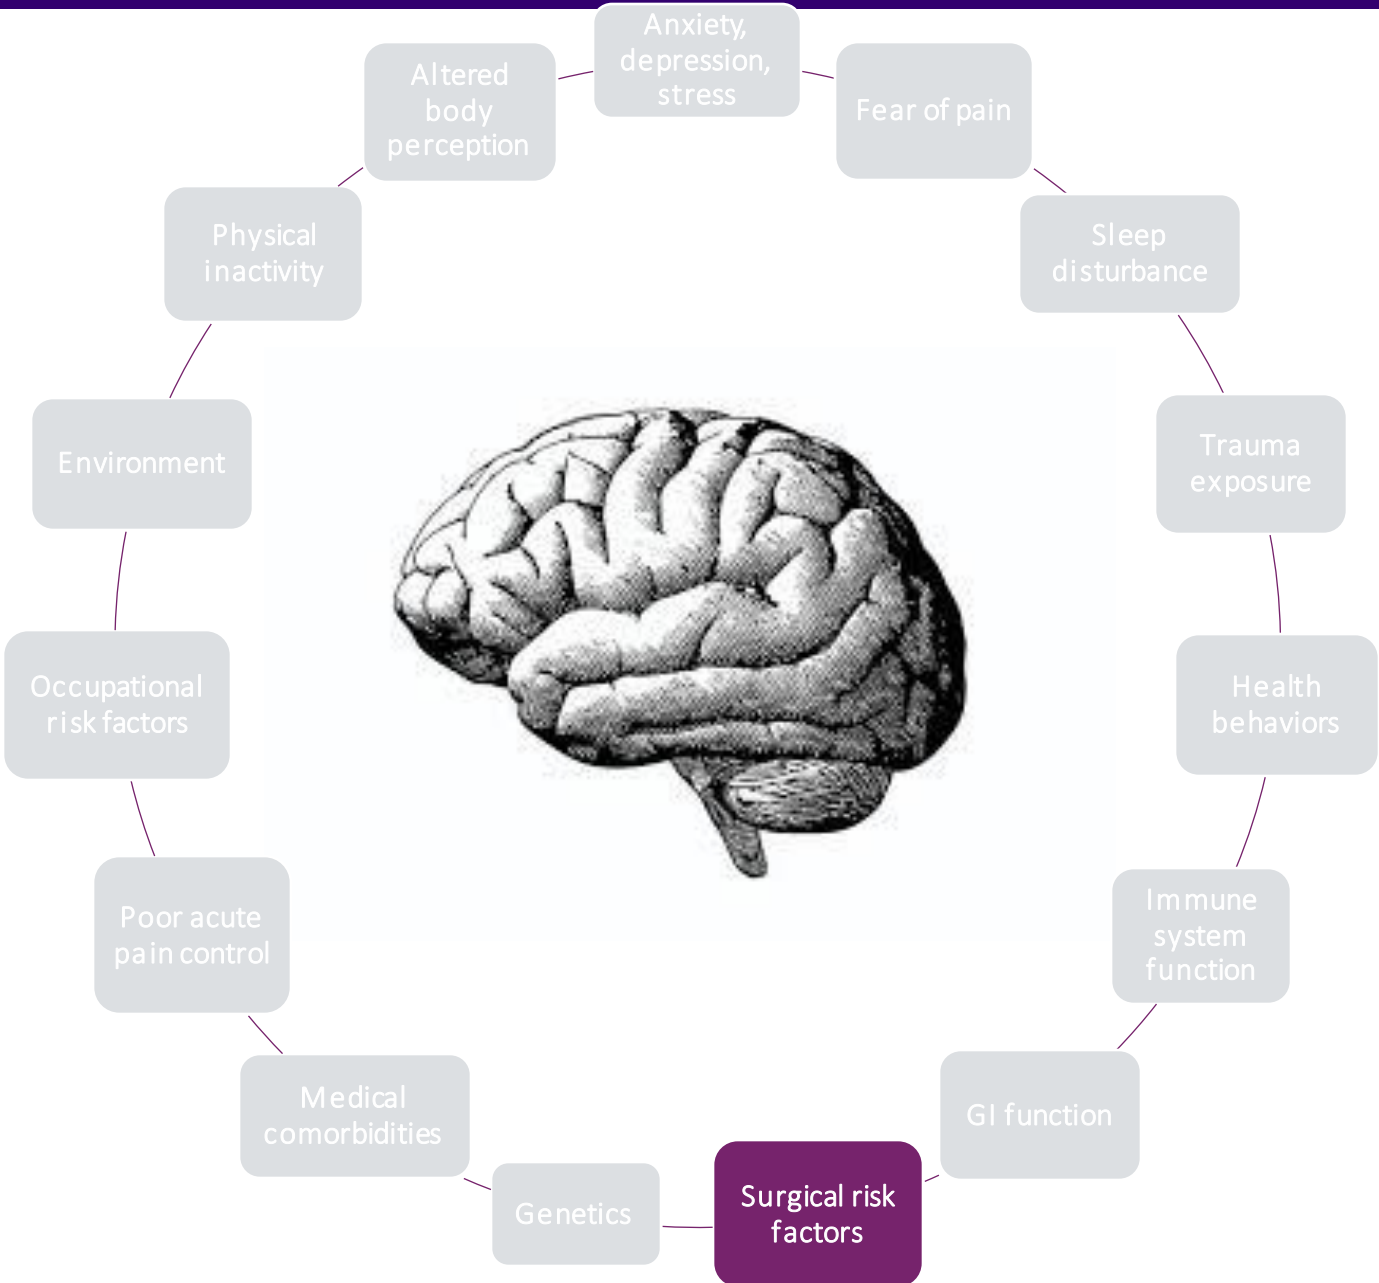 Anxiety,
depression,
stress
Fear of pain
Sleep
disturbance
Trauma
exposure
Health
behaviors
Immune
system
function
GI function
Surgical risk
factors
Genetics
Medical
comorbidities
Poor acute
pain control
Occupational
risk factors
Environment
Physical
inactivity
Altered
body
perception